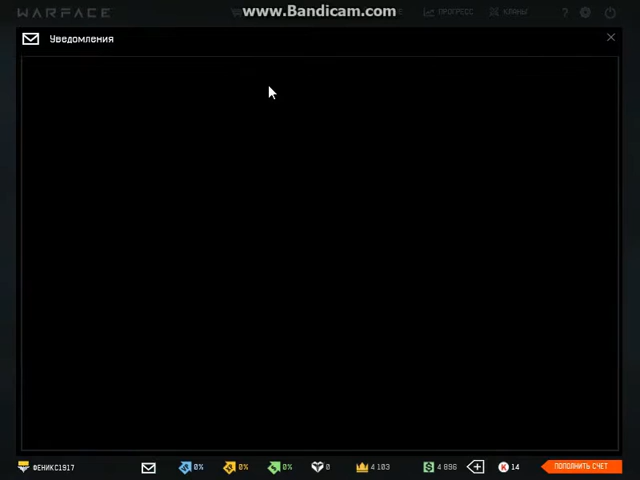 WARFACE
www.Bandicam.com
ПРОГРЕСС
КЛАНЫ
?
Уведомления
ФЕНИКС1917
0%
0%
0%
0
4 103
4 896
K 14
ПОПОЛНИТЬ СЧЕТ